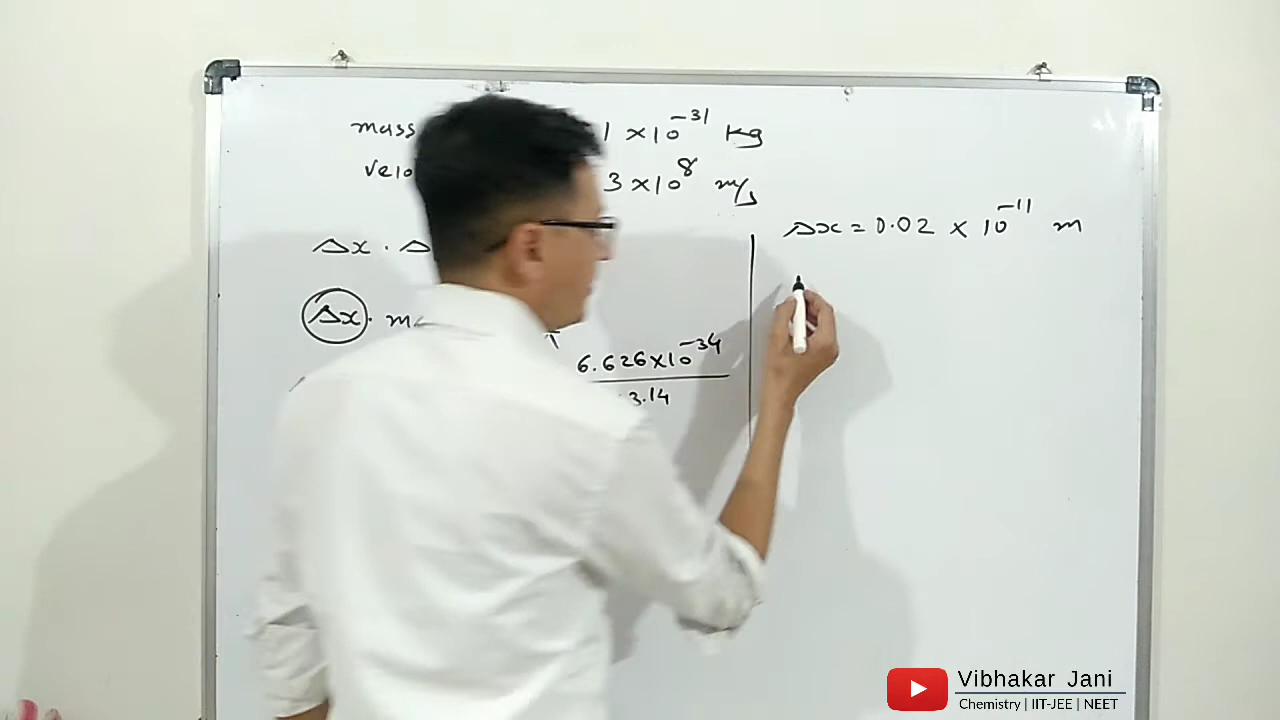 mass 1 × 10⁻³¹ kg
velo 3 × 10⁸ m/s
Δx · Δ
Δx · m
6.626 × 10⁻³⁴
3.14
Δx = 0.02 × 10⁻¹¹ m
Vibhakar Jani
Chemistry | IIT-JEE | NEET